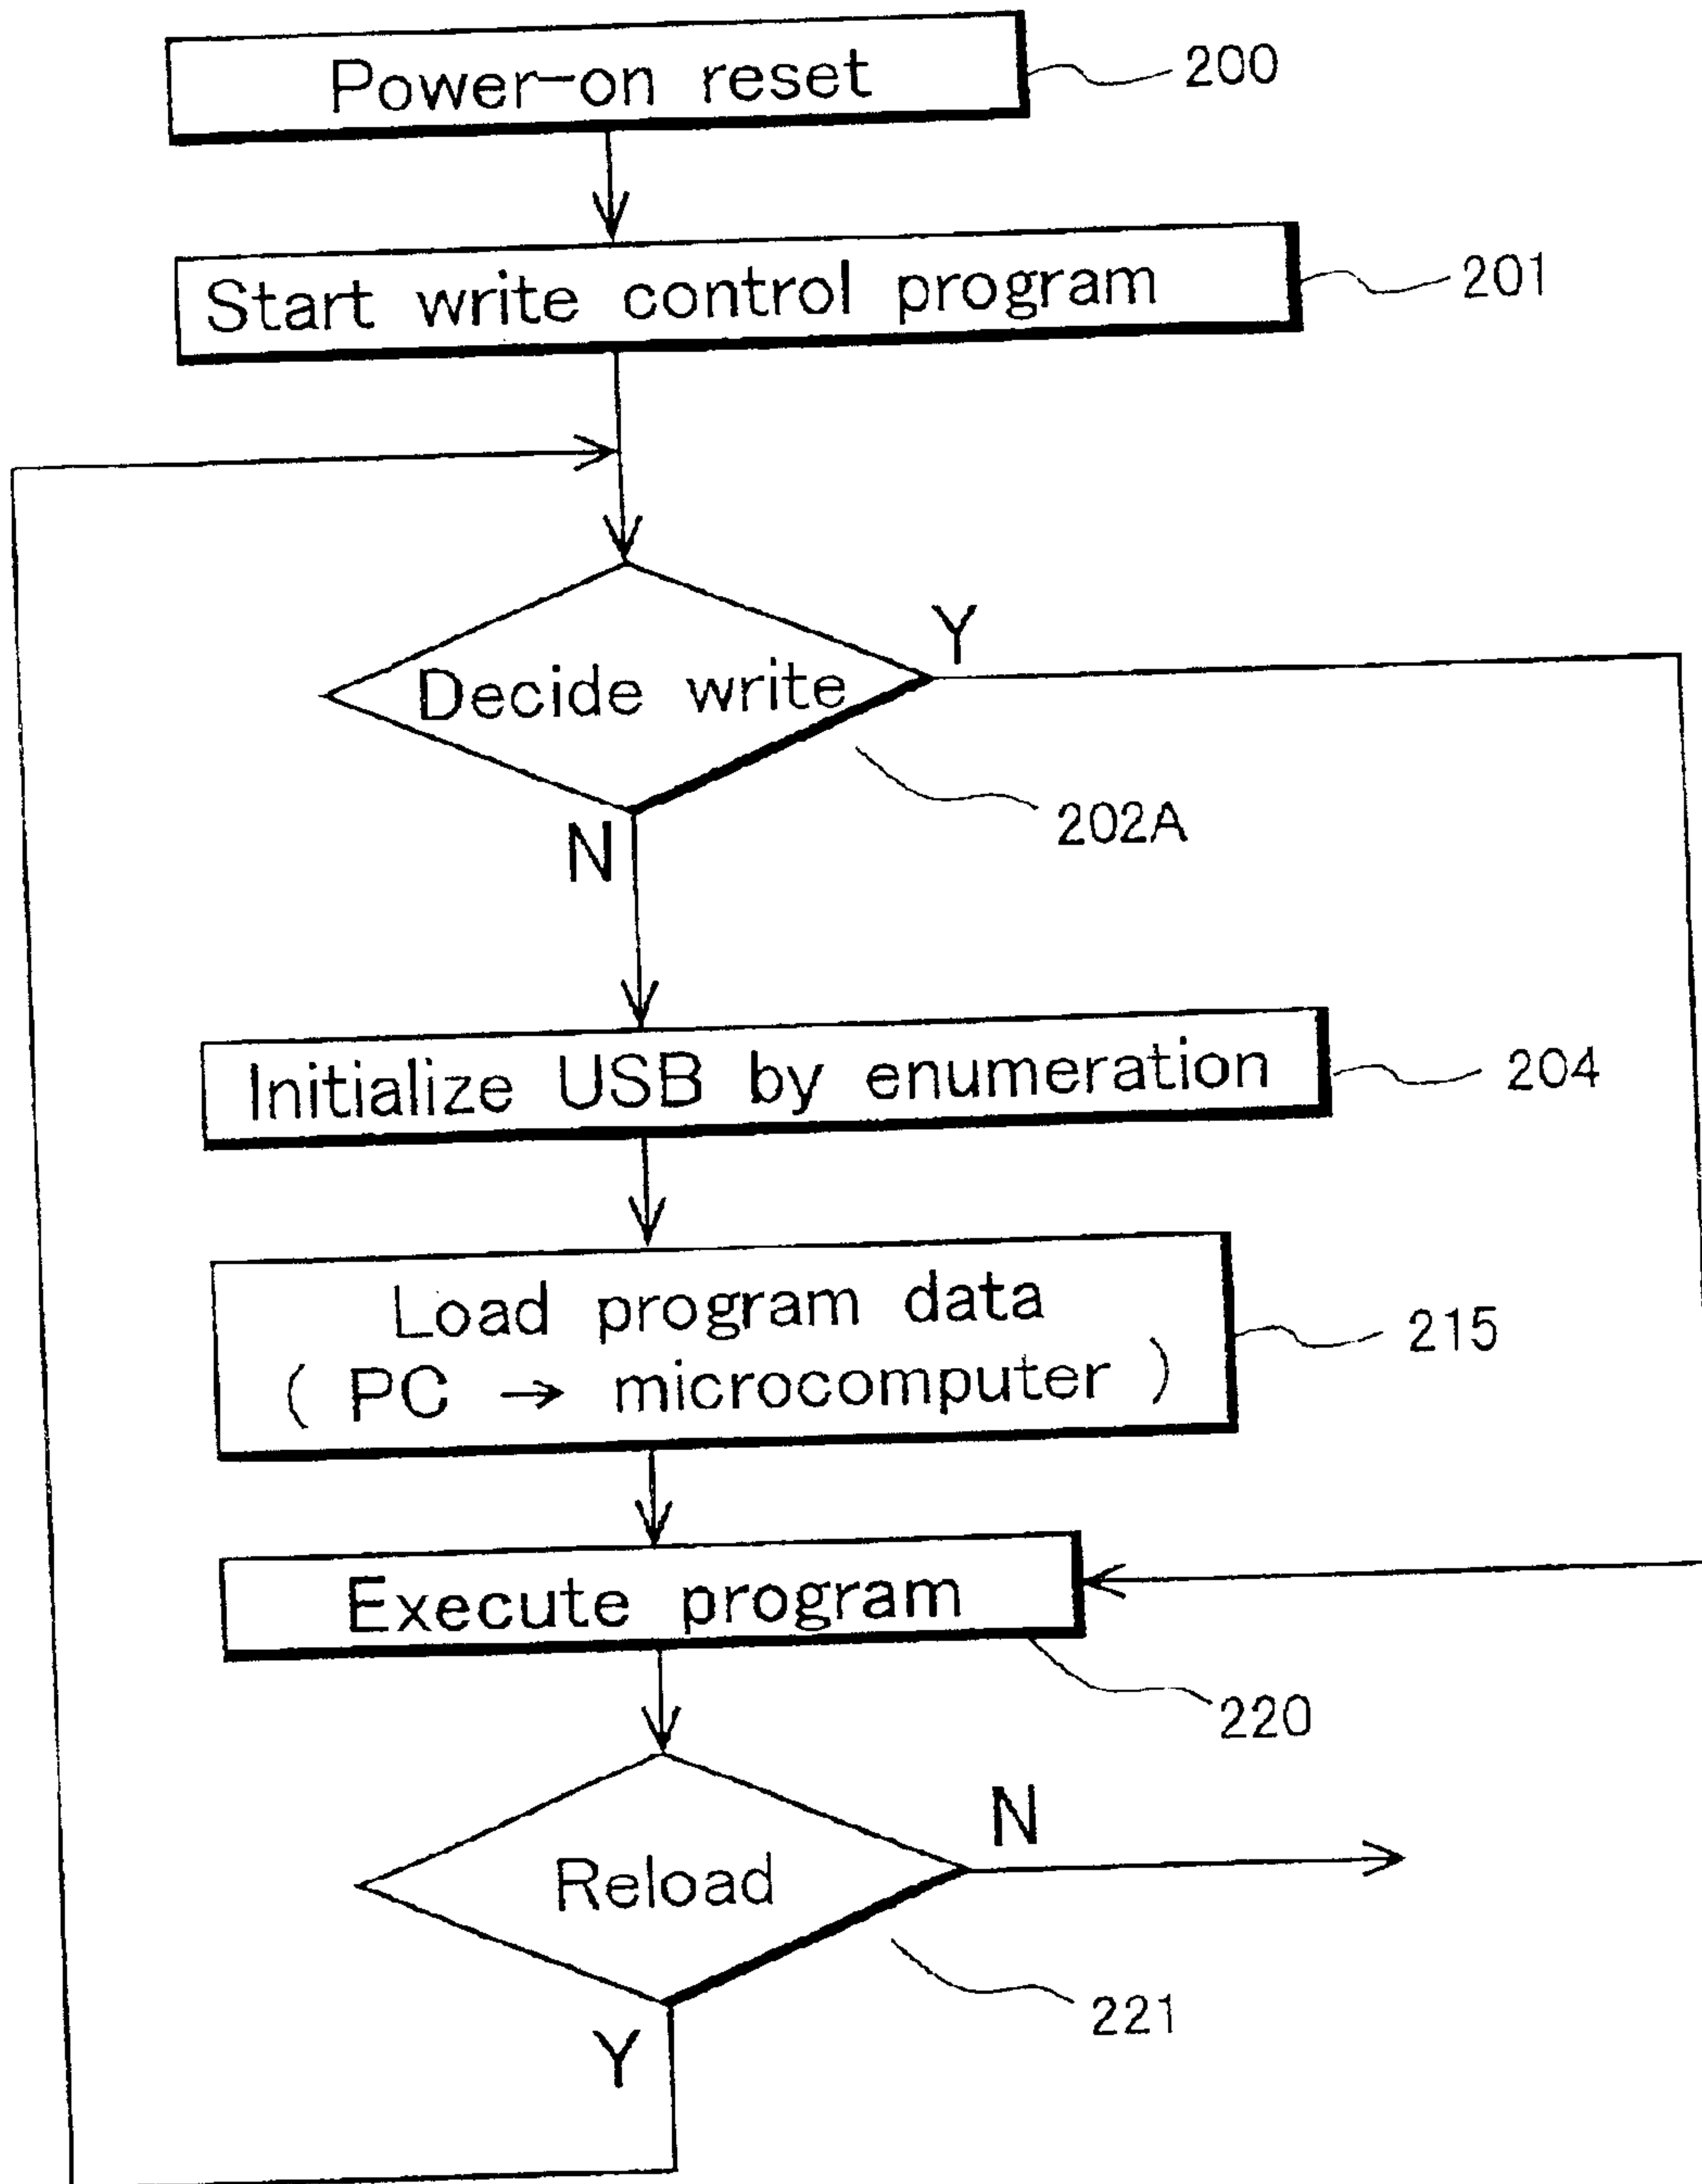 Power-on reset
200
Start write control program
201
Decide write
Y
202A
N
Initialize USB by enumeration
204
Load program data
( PC → microcomputer )
215
Execute program
220
Reload
N
221
Y